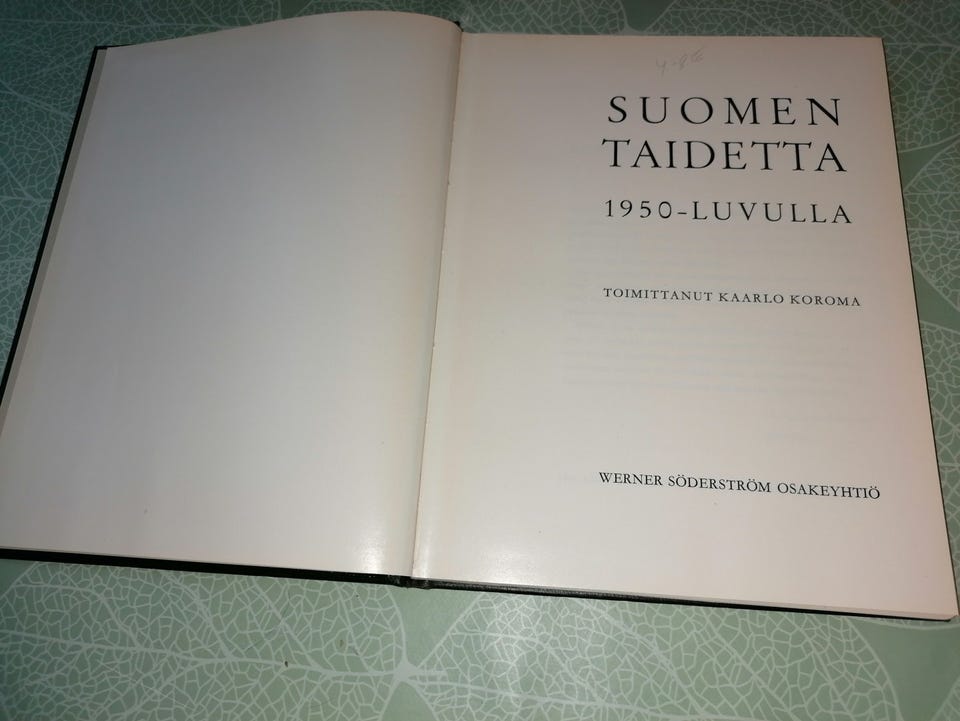 SUOMEN
TAIDETTA
1950-LUVULLA
TOIMITTANUT KAARLO KOROMA
WERNER SÖDERSTRÖM OSAKEYHTIÖ